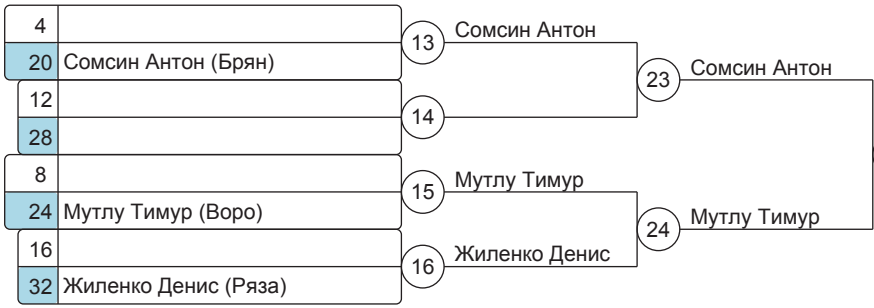 4
13
Сомсин Антон
20 Сомсин Антон (Брян)
23
Сомсин Антон
12
14
28
8
15
Мутлу Тимур
24 Мутлу Тимур (Воро)
24
Мутлу Тимур
16
16
Жиленко Денис
32 Жиленко Денис (Ряза)